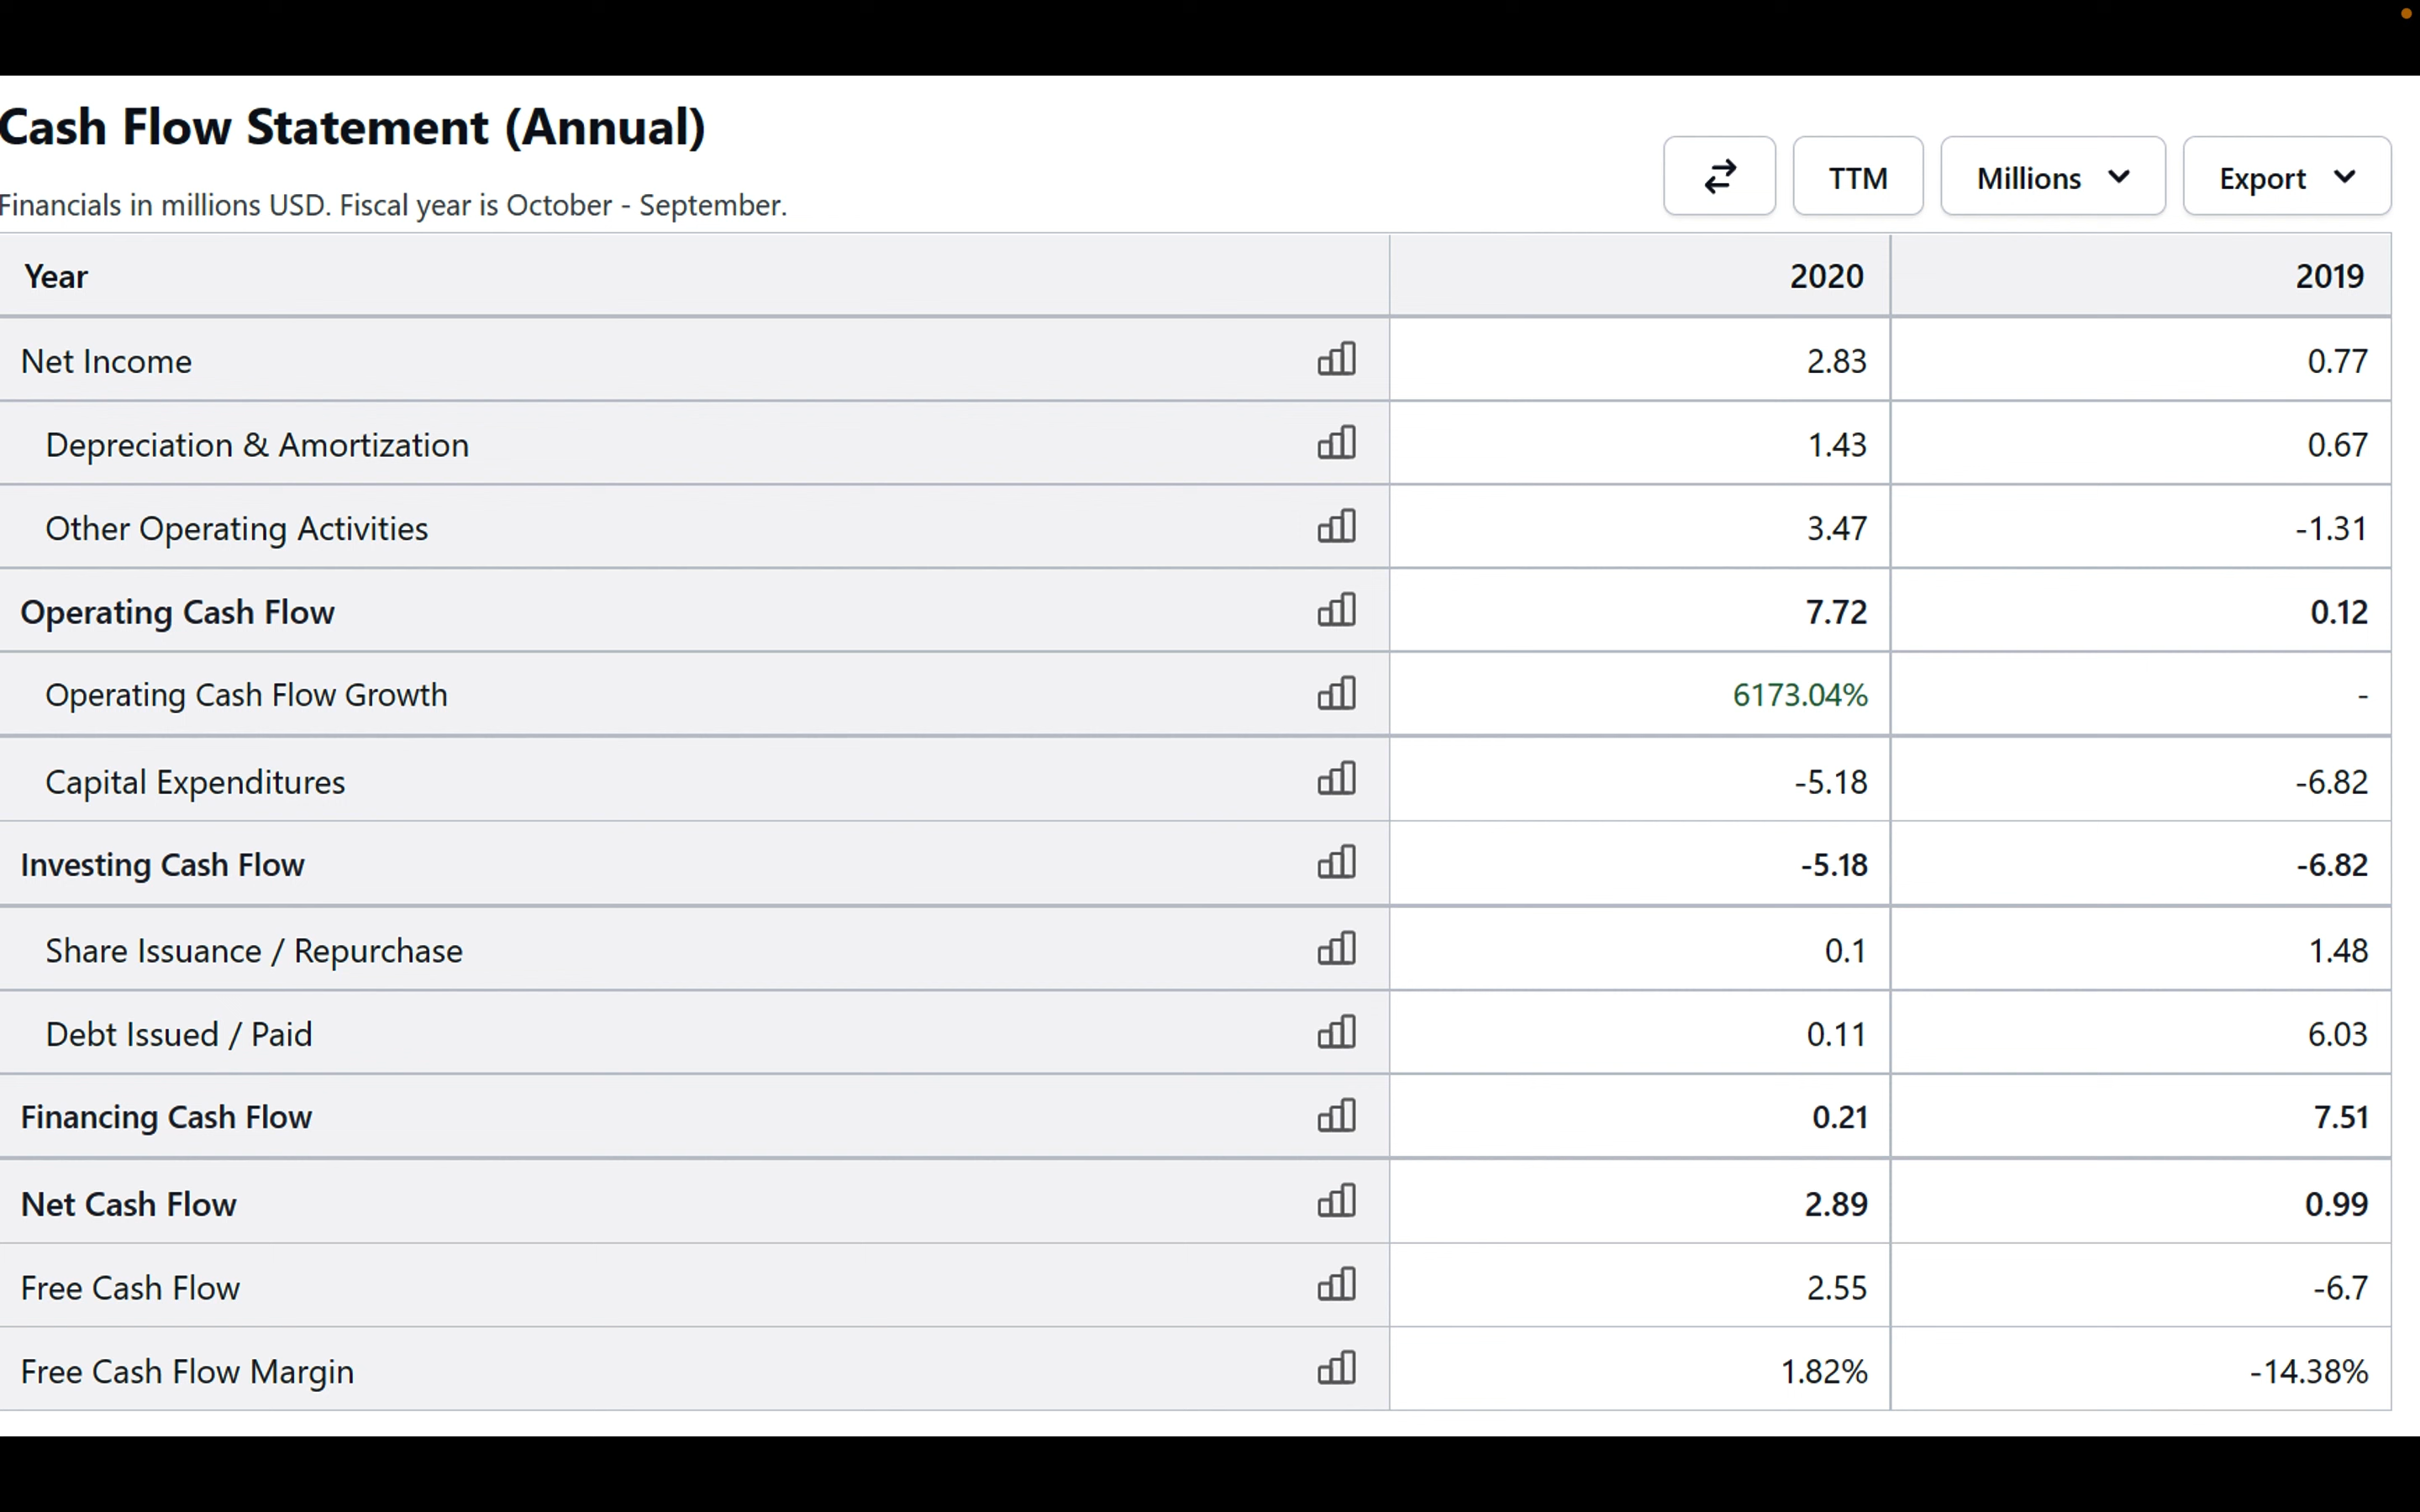 Cash Flow Statement (Annual)
Financials in millions USD. Fiscal year is October - September.
TTM Millions Export
Year 2020 2019
Net Income 2.83 0.77
Depreciation & Amortization 1.43 0.67
Other Operating Activities 3.47 -1.31
Operating Cash Flow 7.72 0.12
Operating Cash Flow Growth 6173.04% -
Capital Expenditures -5.18 -6.82
Investing Cash Flow -5.18 -6.82
Share Issuance / Repurchase 0.1 1.48
Debt Issued / Paid 0.11 6.03
Financing Cash Flow 0.21 7.51
Net Cash Flow 2.89 0.99
Free Cash Flow 2.55 -6.7
Free Cash Flow Margin 1.82% -14.38%